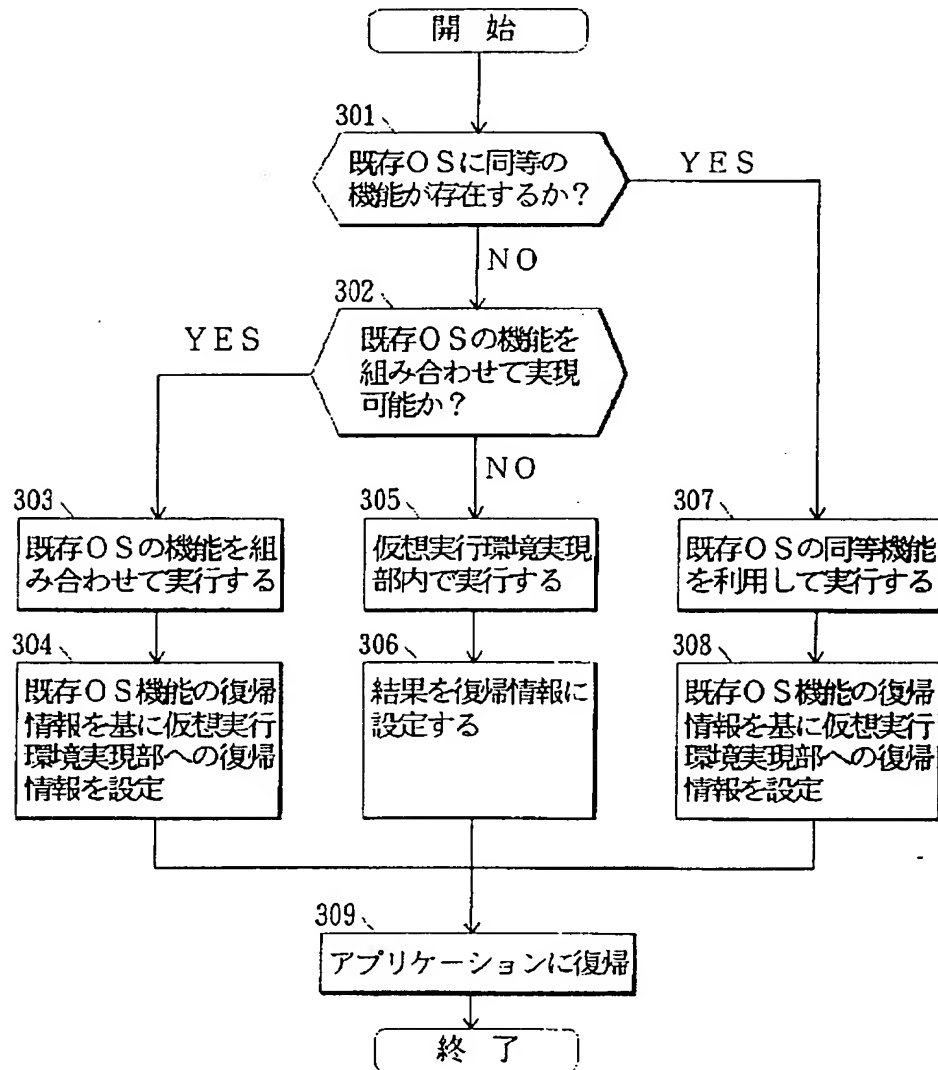 開 始
301
既存OSに同等の
機能が存在するか?
YES
NO
302
既存OSの機能を
組み合わせて実現
可能か?
YES
NO
303
既存OSの機能を組
み合わせて実行する
305
仮想実行環境実現
部内で実行する
307
既存OSの同等機能
を利用して実行する
304
既存OS機能の復帰
情報を基に仮想実行
環境実現部への復帰
情報を設定
306
結果を復帰情報に
設定する
308
既存OS機能の復帰
情報を基に仮想実行
環境実現部への復帰
情報を設定
309
アプリケーションに復帰
終 了